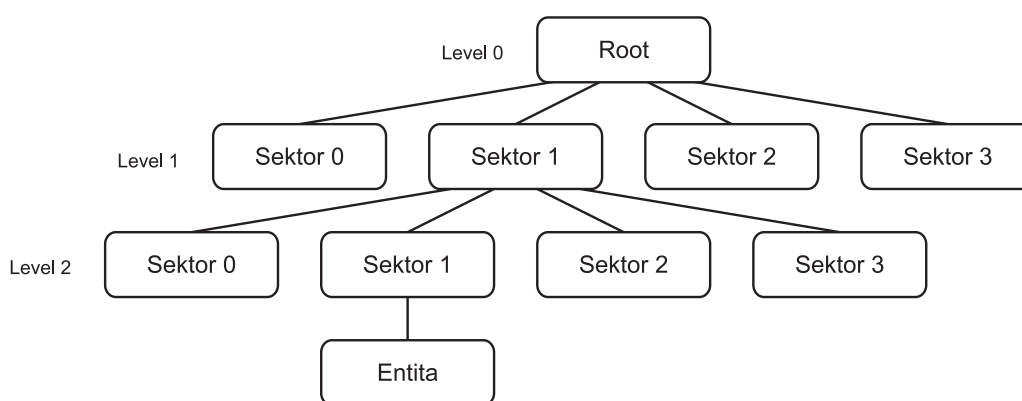 Level 0
Root
Level 1
Sektor 0
Sektor 1
Sektor 2
Sektor 3
Level 2
Sektor 0
Sektor 1
Sektor 2
Sektor 3
Entita